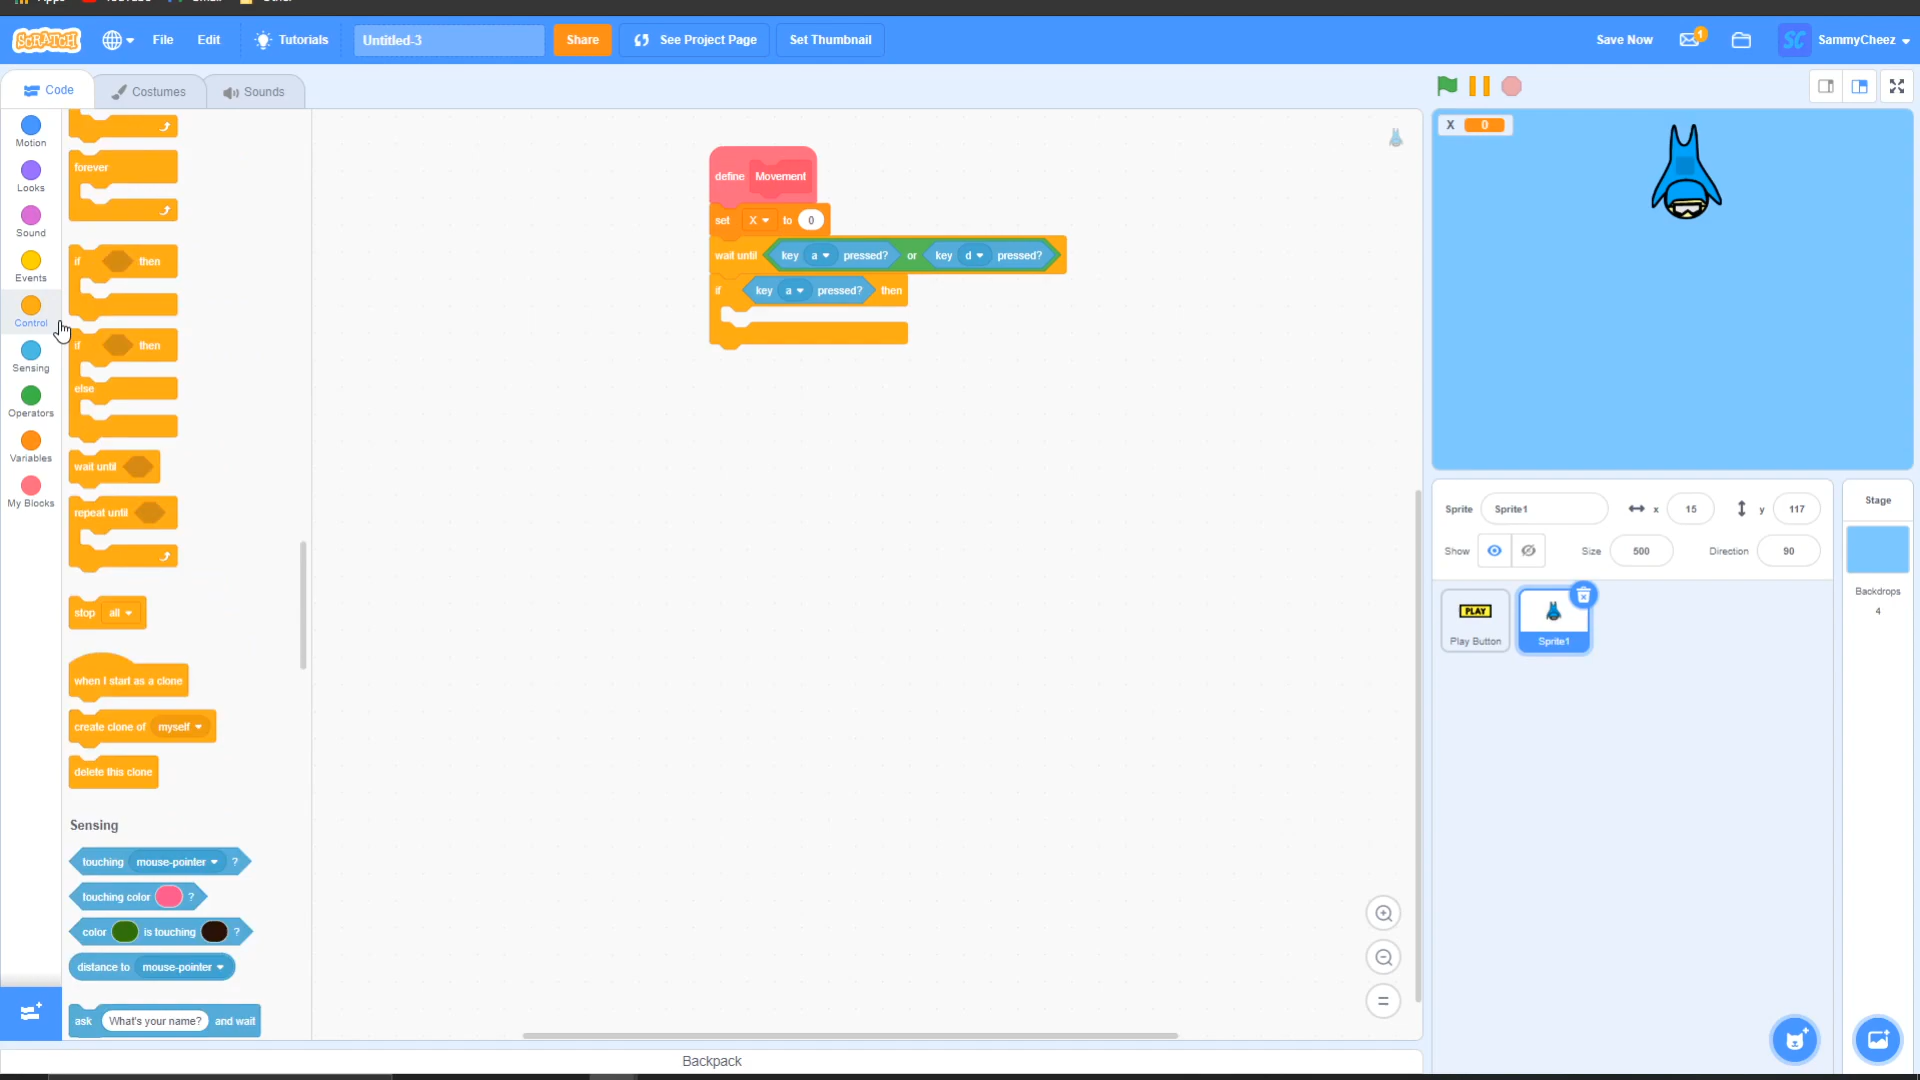 SCRATCH
File
Edit
Tutorials
Untitled-3
Share
See Project Page
Set Thumbnail
Save Now
1
SC
SammyCheez
Code
Costumes
Sounds
Motion
Looks
Sound
Events
Control
Sensing
Operators
Variables
My Blocks
forever
if then
if then
else
wait until
repeat until
stop all
when I start as a clone
create clone of myself
delete this clone
Sensing
touching mouse-pointer ?
touching color ?
color is touching ?
distance to mouse-pointer
ask What's your name? and wait
define Movement
set X to 0
wait until key a pressed? or key d pressed?
if key a pressed? then
Backpack
X 0
Sprite Sprite1 x 15 y 117
Show Size 500 Direction 90
PLAY
Play Button
Sprite1
Stage
Backdrops
4